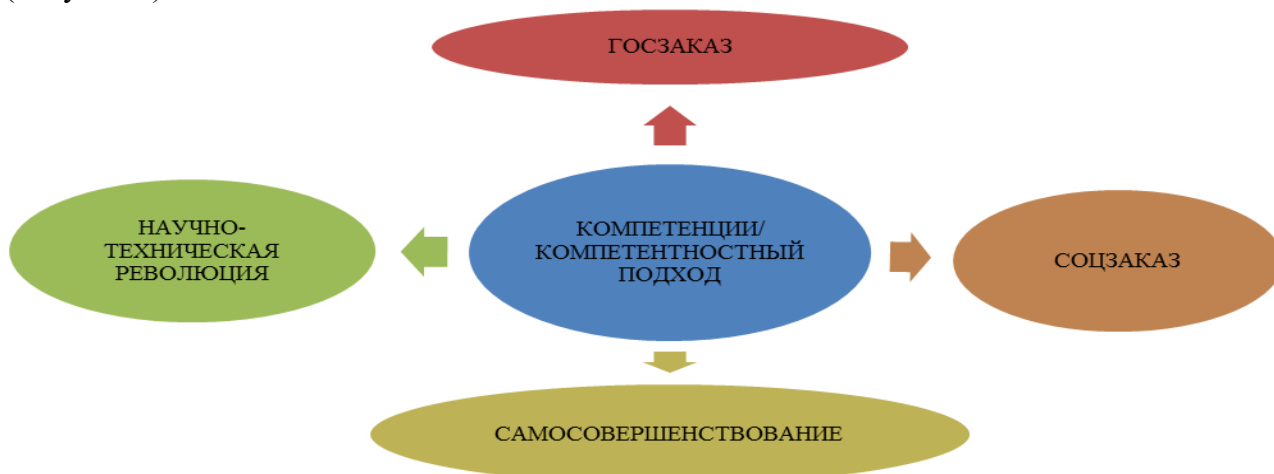 ГОСЗАКАЗ
НАУЧНО-
ТЕХНИЧЕСКАЯ
РЕВОЛЮЦИЯ
КОМПЕТЕНЦИИ/
КОМПЕТЕНТНОСТНЫЙ
ПОДХОД
СОЦЗАКАЗ
САМОСОВЕРШЕНСТВОВАНИЕ